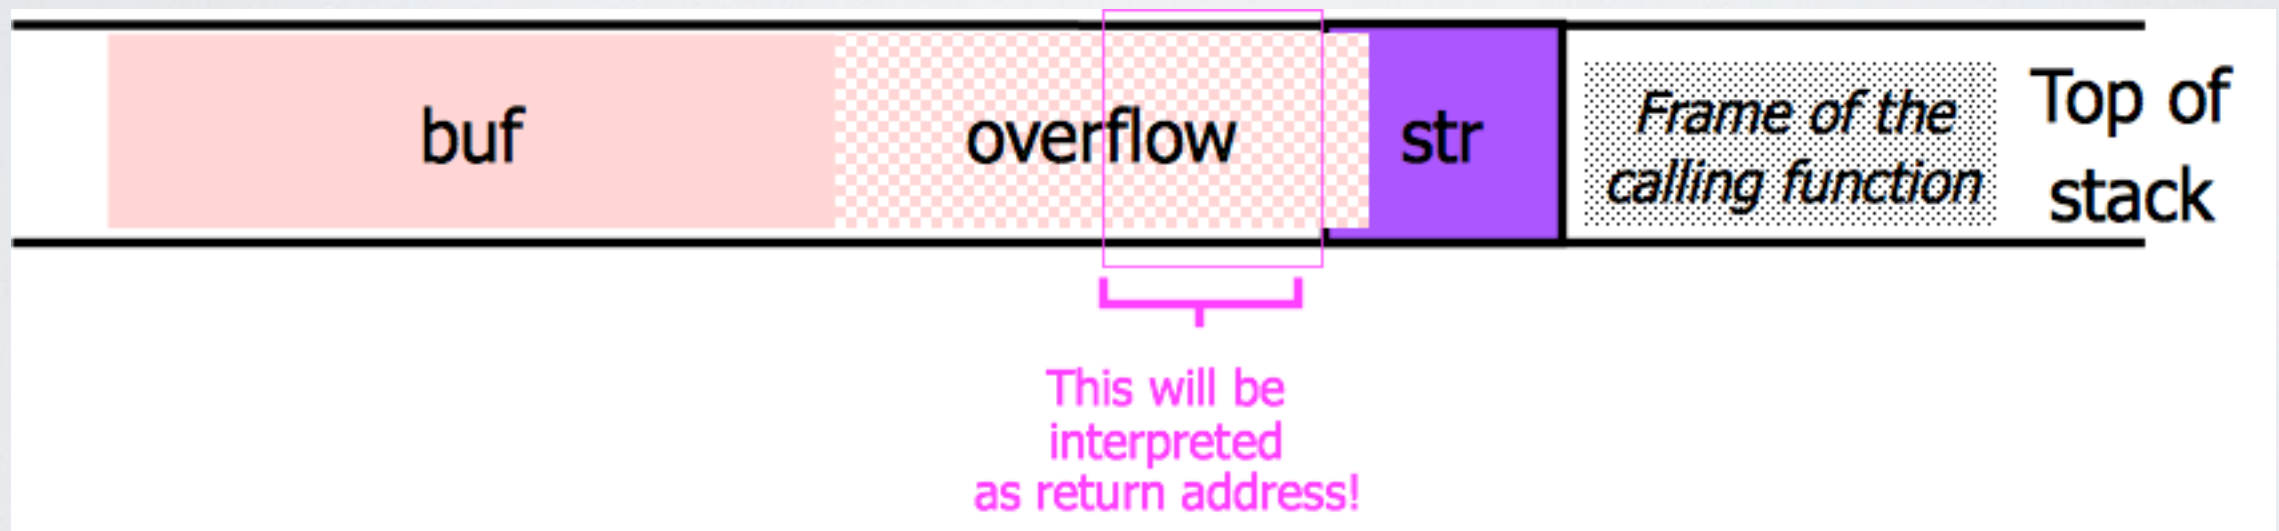 buf
overflow
str
Frame of the
calling function
Top of
stack
This will be
interpreted
as return address!